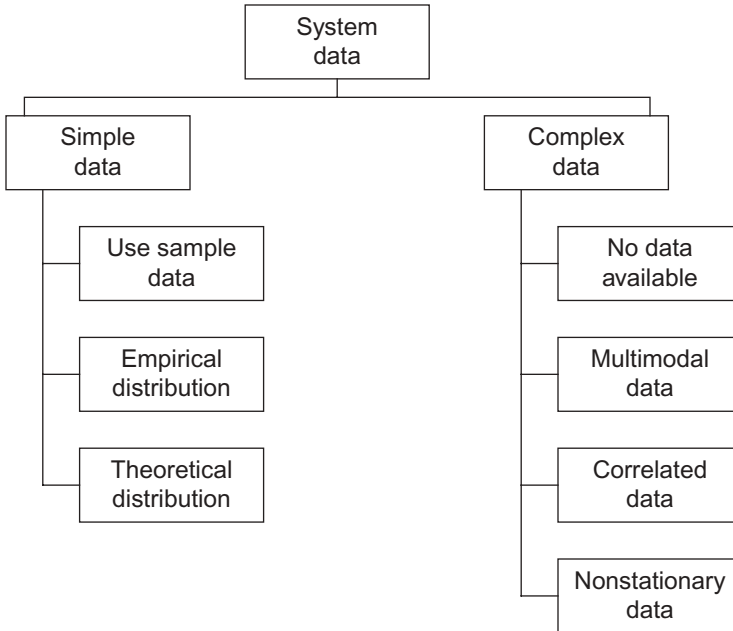 System
data
Simple
data
Complex
data
Use sample
data
No data
available
Empirical
distribution
Multimodal
data
Theoretical
distribution
Correlated
data
Nonstationary
data